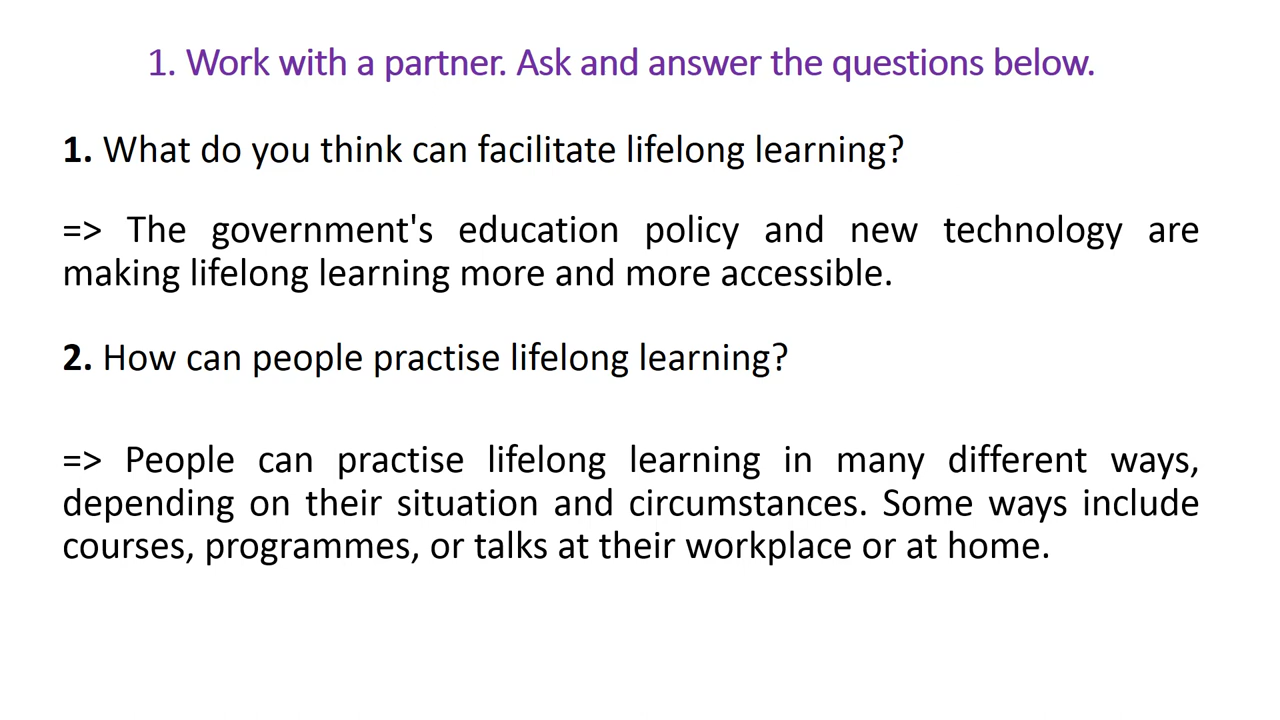 1. Work with a partner. Ask and answer the questions below.
1. What do you think can facilitate lifelong learning?
=> The government's education policy and new technology are
making lifelong learning more and more accessible.
2. How can people practise lifelong learning?
=> People can practise lifelong learning in many different ways,
depending on their situation and circumstances. Some ways include
courses, programmes, or talks at their workplace or at home.